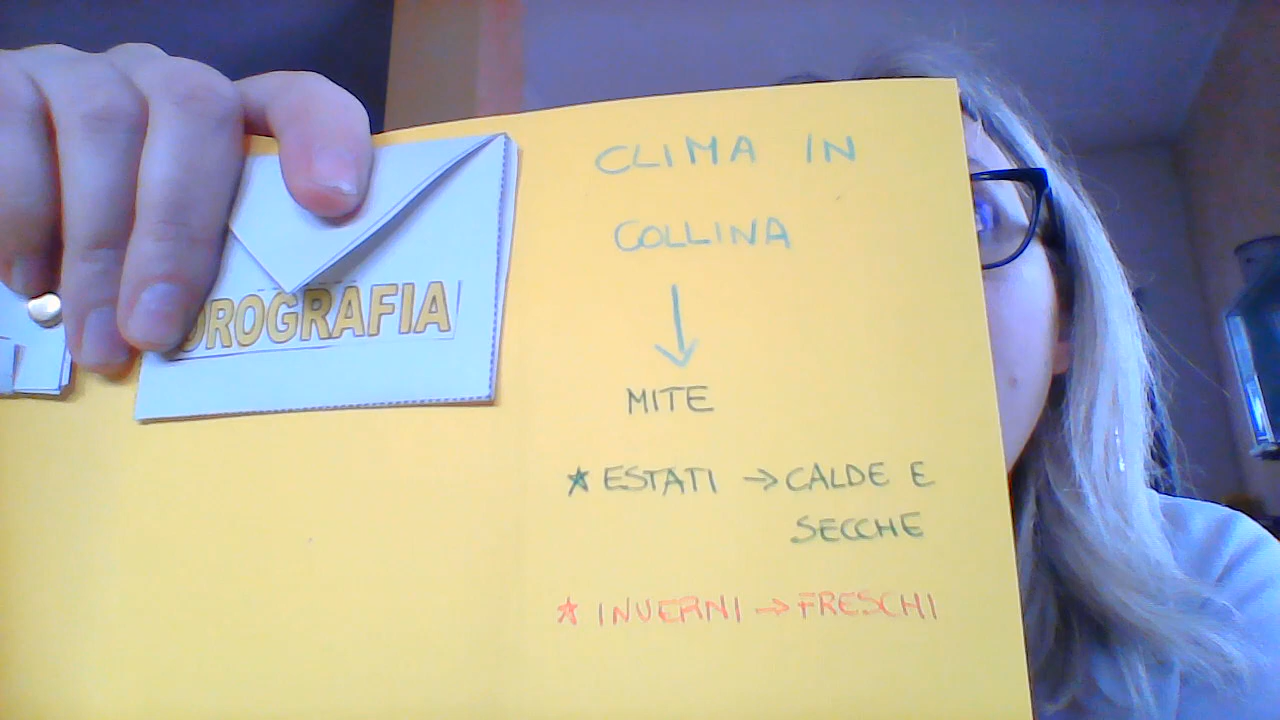 OROGRAFIA
CLIMA IN
COLLINA
MITE
★ ESTATI → CALDE E
SECCHE
★ INVERNI → FRESCHI